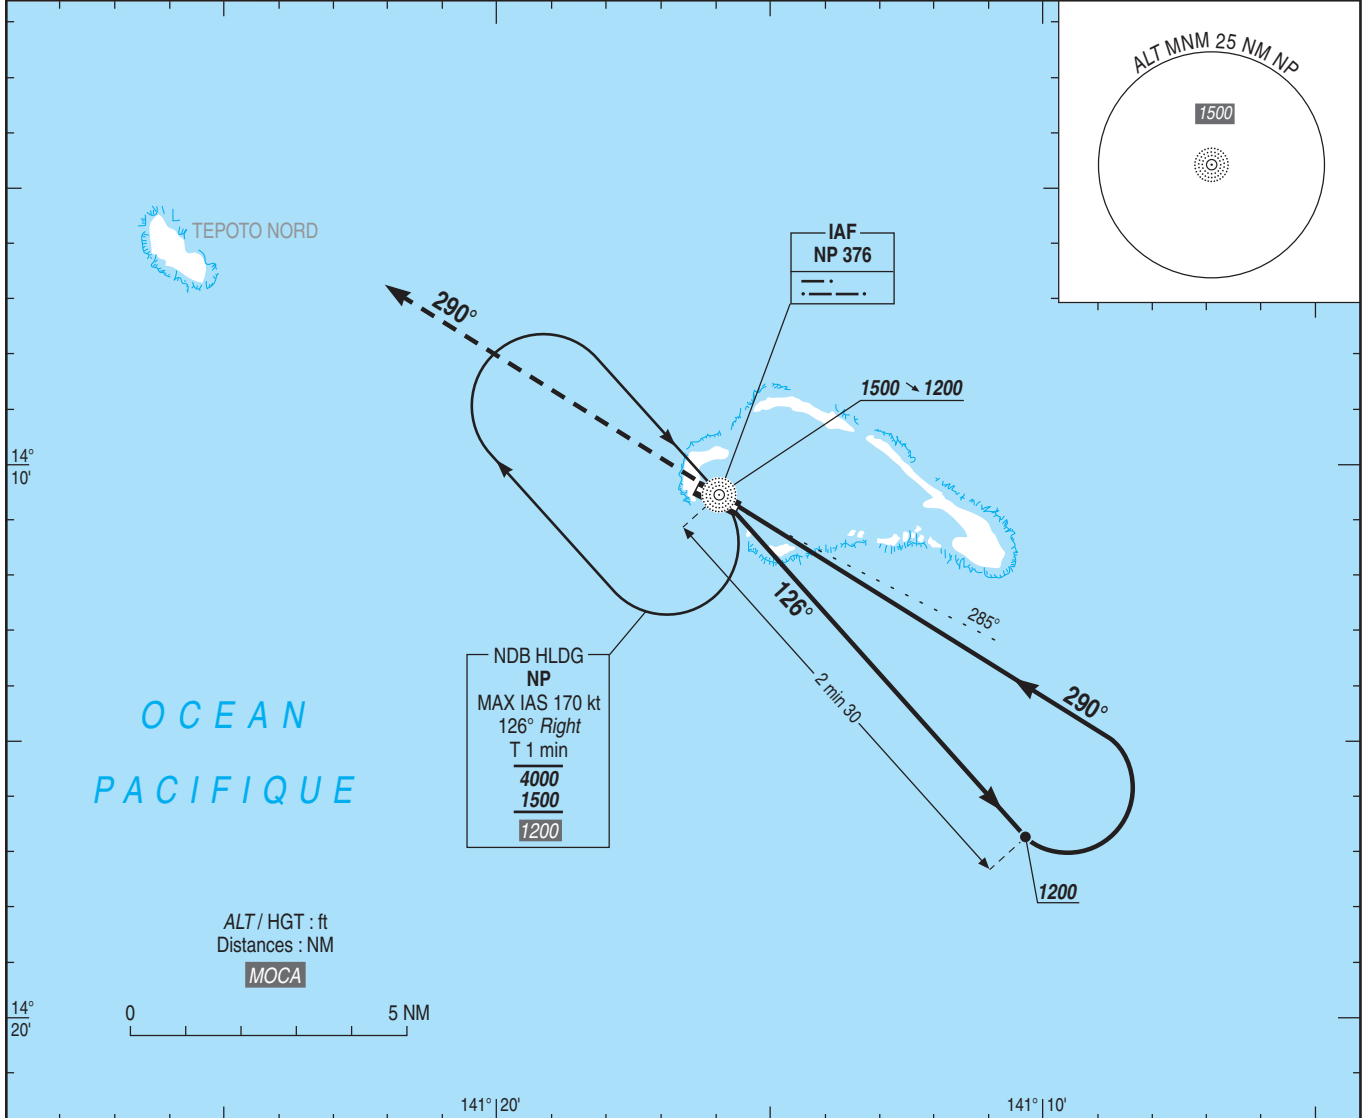 ALT MNM 25 NM NP
1500
TEPOTO NORD
IAF
NP 376
290°
1500 ➘ 1200
14°
10'
126°
285°
2 min 30
290°
NDB HLDG
NP
MAX IAS 170 kt
126° Right
T 1 min
4000
1500
1200
OCEAN
PACIFIQUE
1200
ALT / HGT : ft
Distances : NM
MOCA
0 5 NM
14°
20'
141° 20' 141° 10'